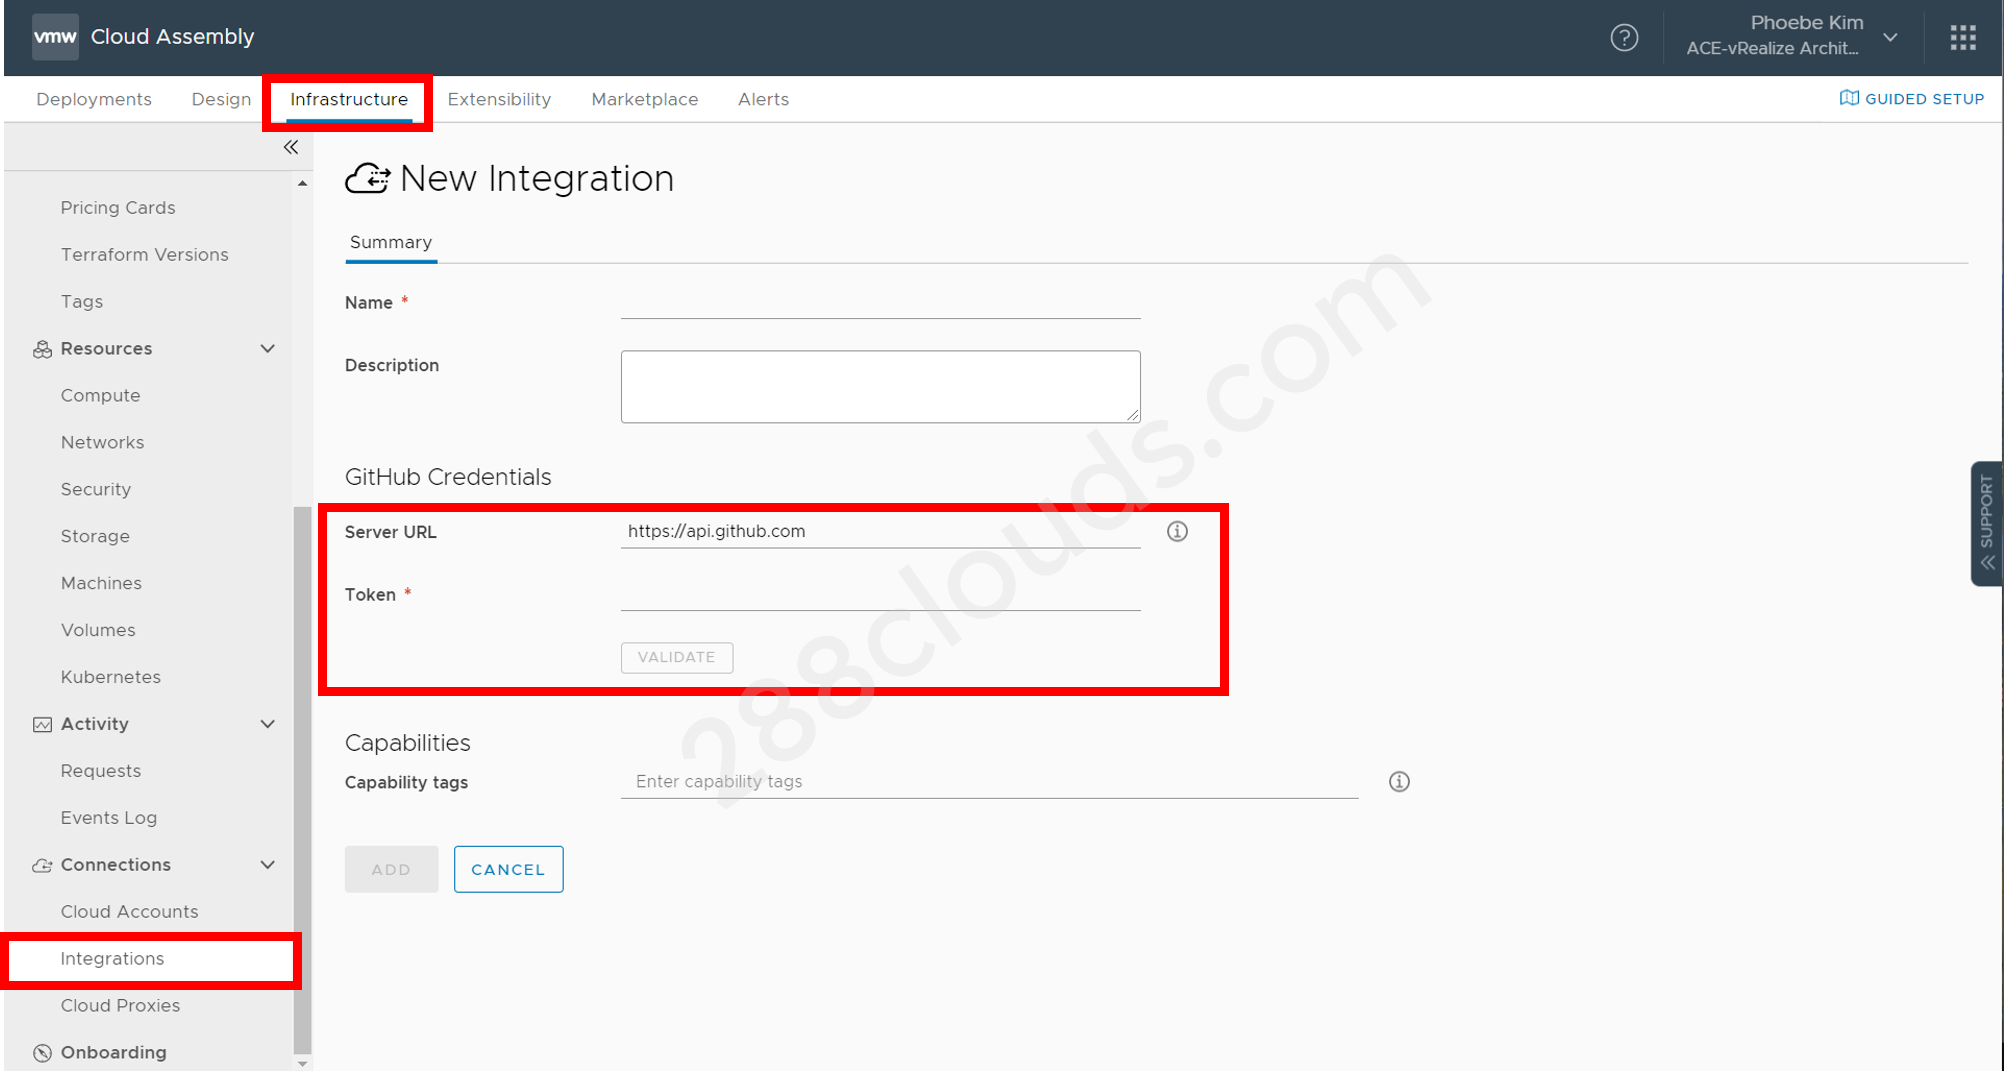 vmw Cloud Assembly
Phoebe Kim
ACE-vRealize Archit...
Deployments Design Infrastructure Extensibility Marketplace Alerts
GUIDED SETUP
Pricing Cards
Terraform Versions
Tags
Resources
Compute
Networks
Security
Storage
Machines
Volumes
Kubernetes
Activity
Requests
Events Log
Connections
Cloud Accounts
Integrations
Cloud Proxies
Onboarding
New Integration
Summary
Name *
Description
GitHub Credentials
Server URL https://api.github.com
Token *
VALIDATE
Capabilities
Capability tags Enter capability tags
ADD CANCEL
SUPPORT
288clouds.com